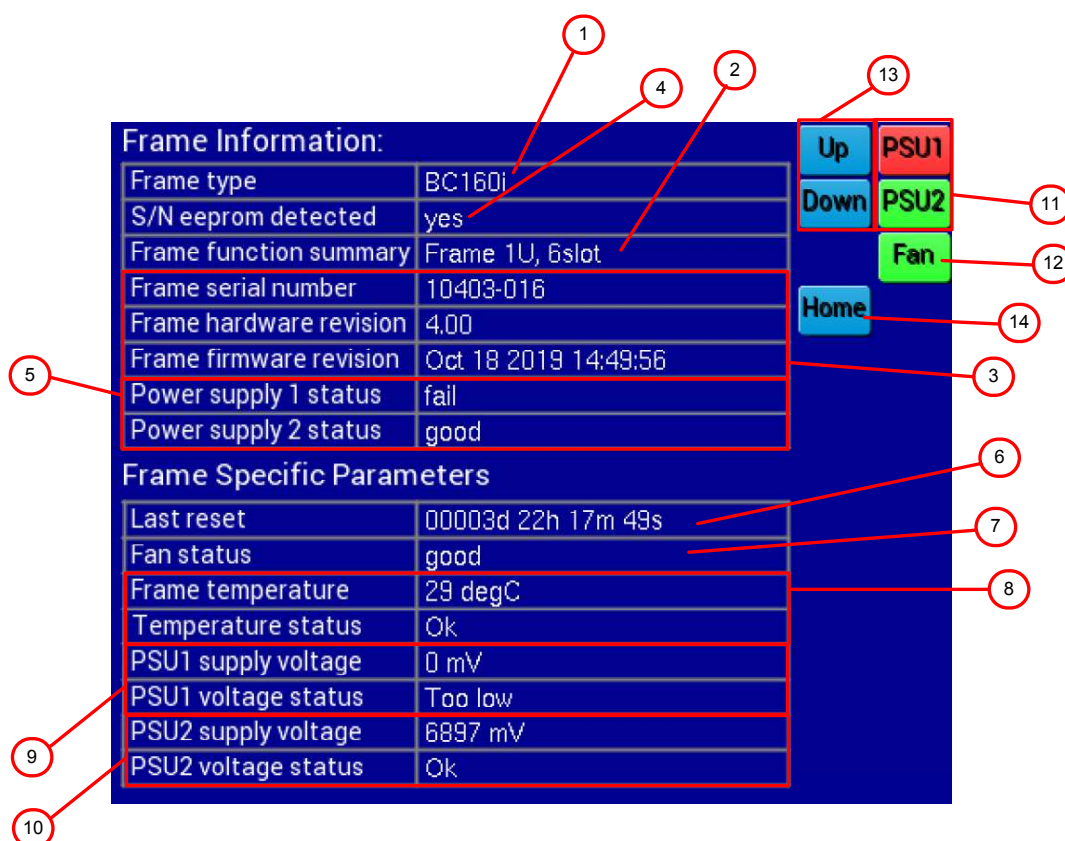 1
2
4
13
Frame Information:
Up PSU1
Frame type BC160i
S/N eeprom detected yes
Down PSU2
11
Frame function summary Frame 1U, 6slot
Fan
12
Frame serial number 10403-016
Home
Frame hardware revision 4.00
14
Frame firmware revision Oct 18 2019 14:49:56
5
3
Power supply 1 status fail
Power supply 2 status good
Frame Specific Parameters
6
Last reset 00003d 22h 17m 49s
7
Fan status good
Frame temperature 29 degC
8
Temperature status Ok
PSU1 supply voltage 0 mV
PSU1 voltage status Too low
PSU2 supply voltage 6897 mV
9
PSU2 voltage status Ok
10